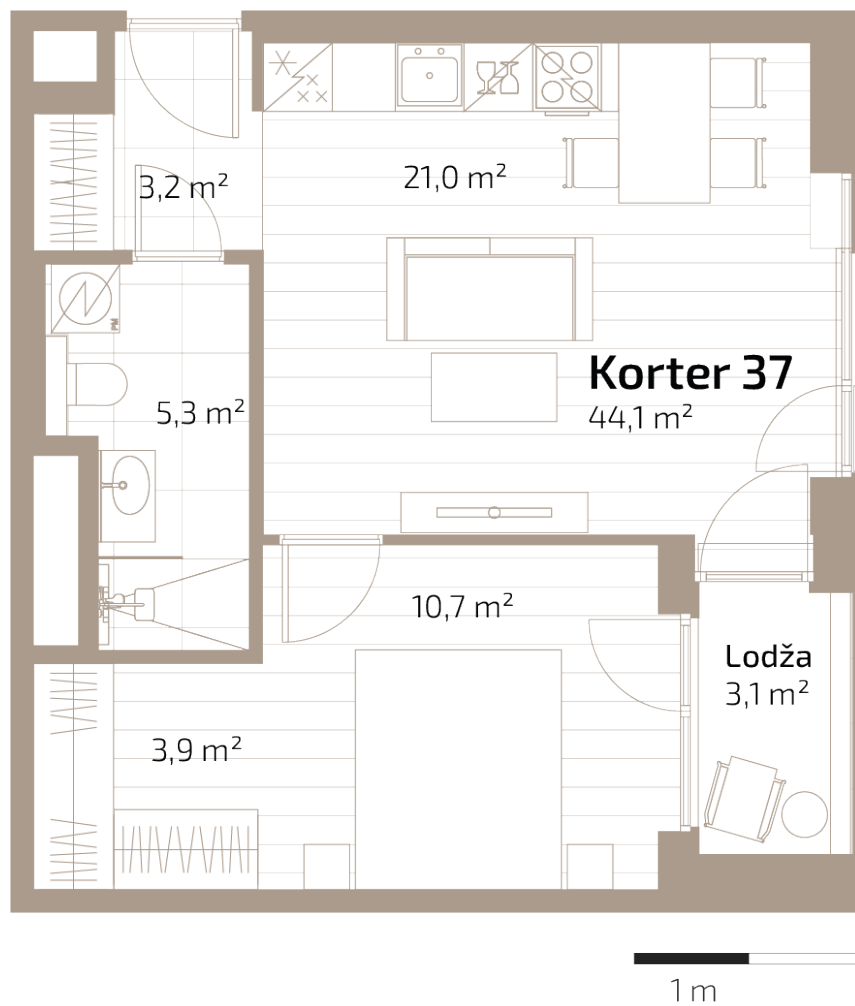 3,2 m²
21,0 m²
PM
Korter 37
44,1 m²
5,3 m²
10,7 m²
Lodža
3,1 m²
3,9 m²
1 m